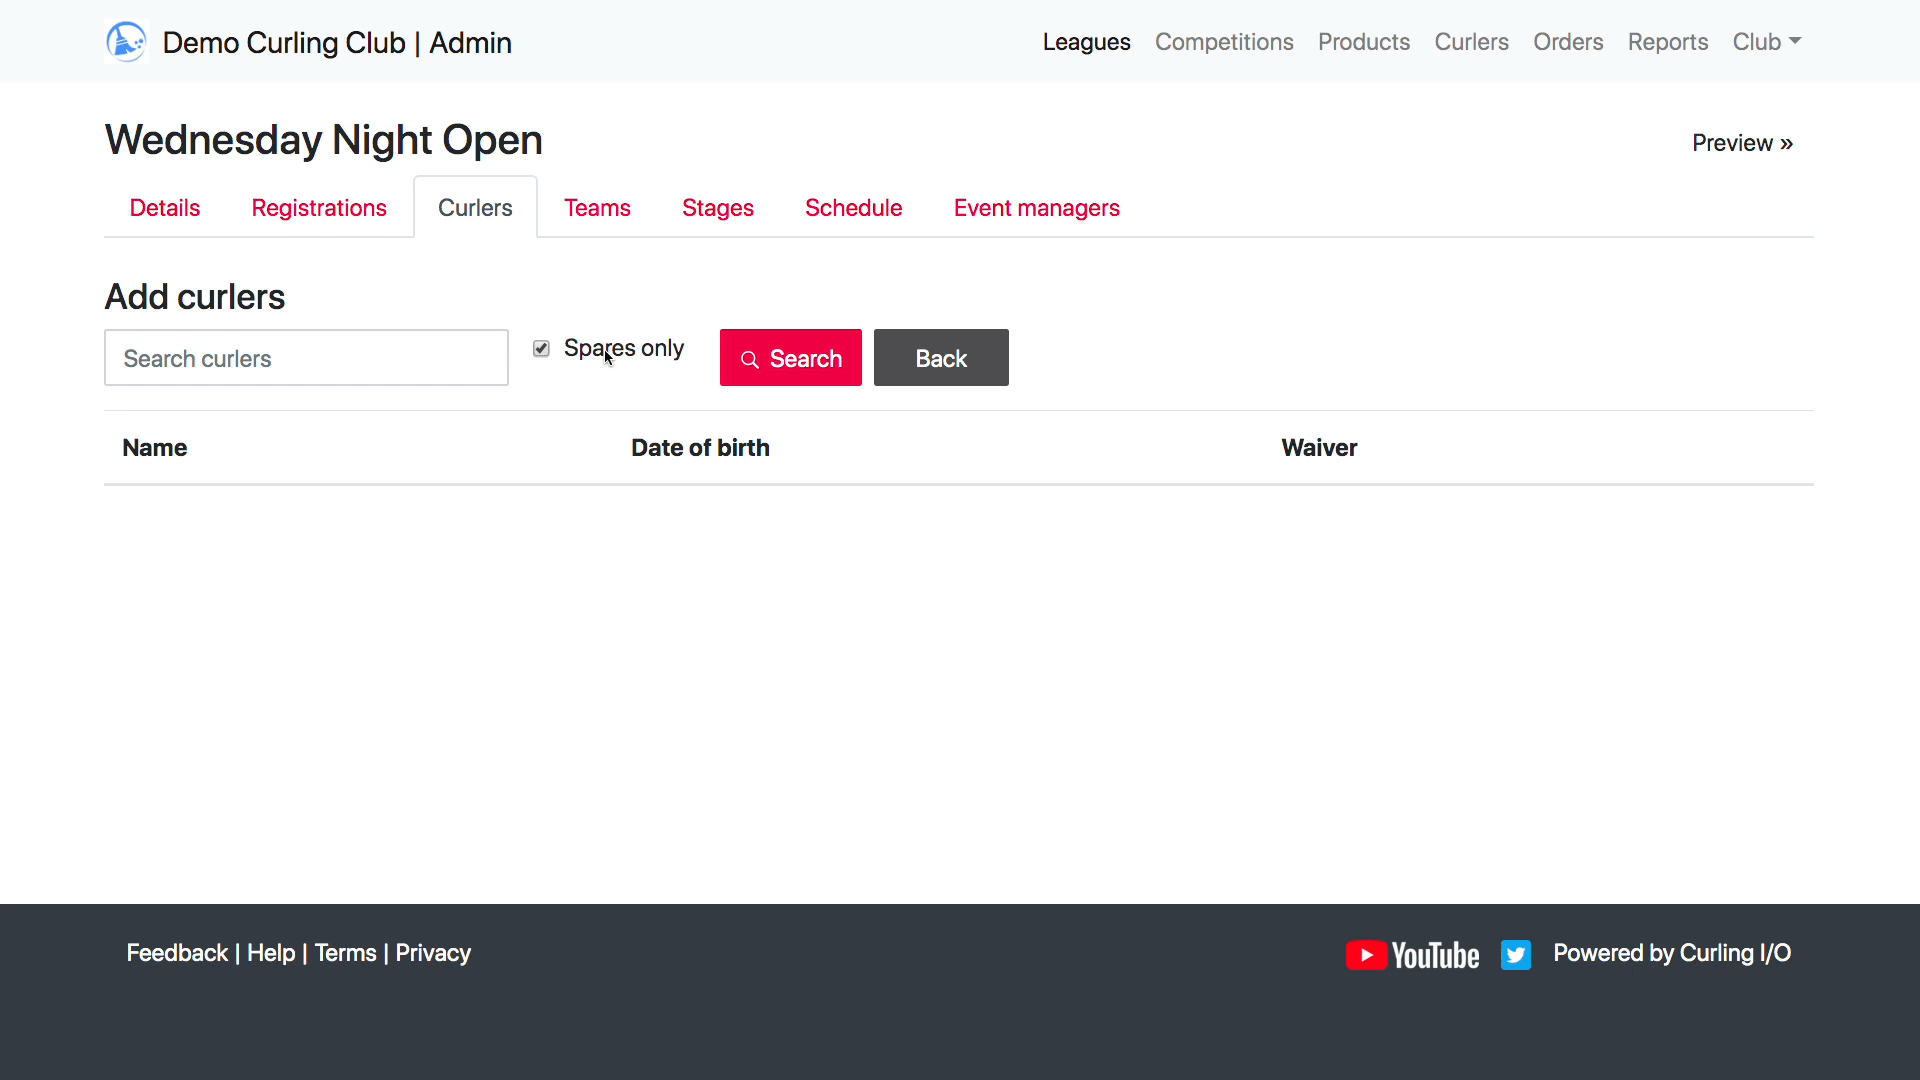 Demo Curling Club | Admin
Leagues Competitions Products Curlers Orders Reports Club
Wednesday Night Open
Preview »
Details Registrations Curlers Teams Stages Schedule Event managers
Add curlers
Search curlers Spares only Search Back
Name Date of birth Waiver
Feedback | Help | Terms | Privacy YouTube Powered by Curling I/O